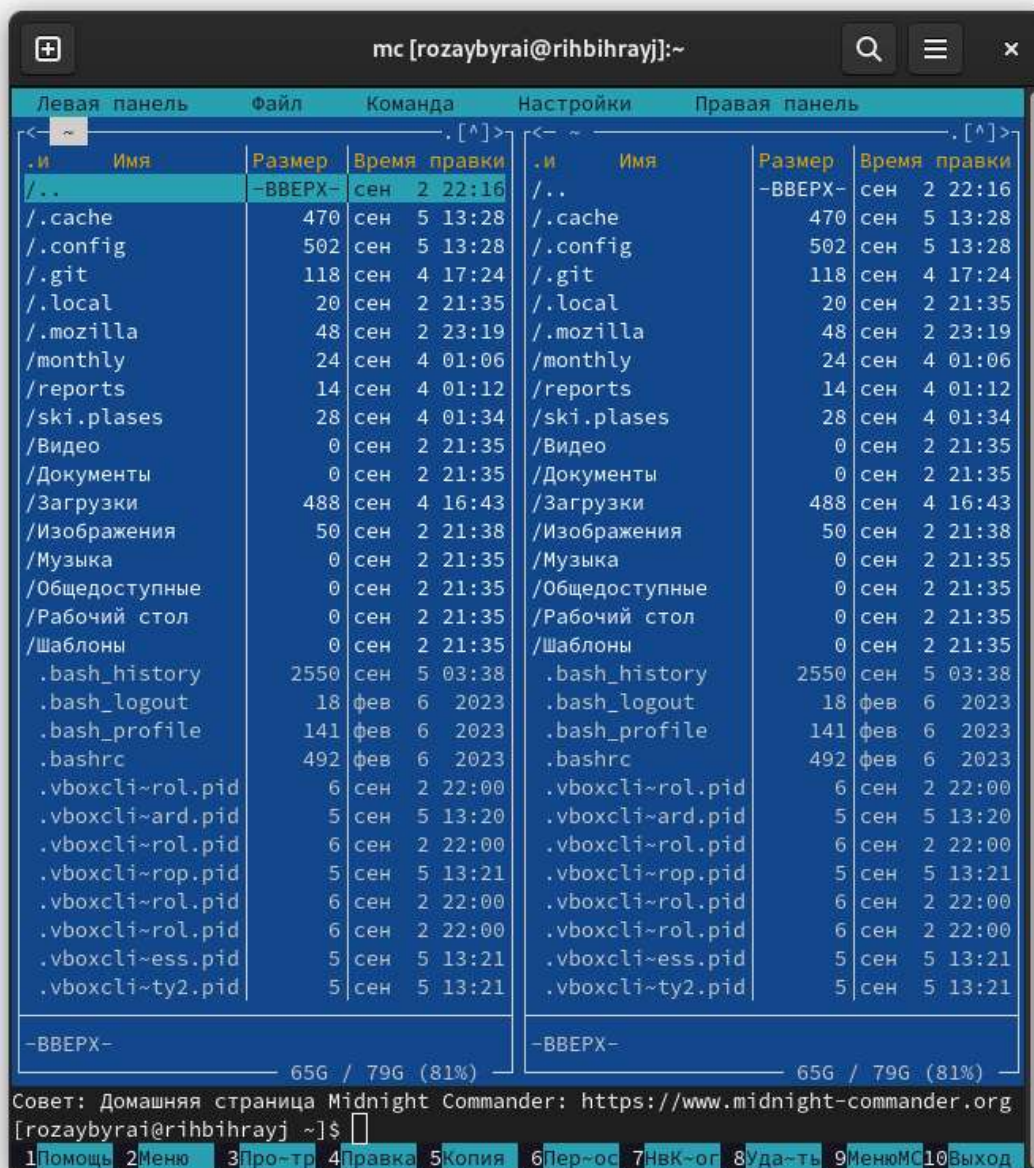 mc [rozaybyrai@rihbihrayj]:~
Левая панель Файл Команда Настройки Правая панель
<— ~ .[^]> <— ~ .[^]>
.и Имя Размер Время правки .и Имя Размер Время правки
/.. -ВВЕРХ- сен 2 22:16 /.. -ВВЕРХ- сен 2 22:16
/.cache 470 сен 5 13:28 /.cache 470 сен 5 13:28
/.config 502 сен 5 13:28 /.config 502 сен 5 13:28
/.git 118 сен 4 17:24 /.git 118 сен 4 17:24
/.local 20 сен 2 21:35 /.local 20 сен 2 21:35
/.mozilla 48 сен 2 23:19 /.mozilla 48 сен 2 23:19
/monthly 24 сен 4 01:06 /monthly 24 сен 4 01:06
/reports 14 сен 4 01:12 /reports 14 сен 4 01:12
/ski.plases 28 сен 4 01:34 /ski.plases 28 сен 4 01:34
/Видео 0 сен 2 21:35 /Видео 0 сен 2 21:35
/Документы 0 сен 2 21:35 /Документы 0 сен 2 21:35
/Загрузки 488 сен 4 16:43 /Загрузки 488 сен 4 16:43
/Изображения 50 сен 2 21:38 /Изображения 50 сен 2 21:38
/Музыка 0 сен 2 21:35 /Музыка 0 сен 2 21:35
/Общедоступные 0 сен 2 21:35 /Общедоступные 0 сен 2 21:35
/Рабочий стол 0 сен 2 21:35 /Рабочий стол 0 сен 2 21:35
/Шаблоны 0 сен 2 21:35 /Шаблоны 0 сен 2 21:35
.bash_history 2550 сен 5 03:38 .bash_history 2550 сен 5 03:38
.bash_logout 18 фев 6 2023 .bash_logout 18 фев 6 2023
.bash_profile 141 фев 6 2023 .bash_profile 141 фев 6 2023
.bashrc 492 фев 6 2023 .bashrc 492 фев 6 2023
.vboxcli~rol.pid 6 сен 2 22:00 .vboxcli~rol.pid 6 сен 2 22:00
.vboxcli~ard.pid 5 сен 5 13:20 .vboxcli~ard.pid 5 сен 5 13:20
.vboxcli~rol.pid 6 сен 2 22:00 .vboxcli~rol.pid 6 сен 2 22:00
.vboxcli~rop.pid 5 сен 5 13:21 .vboxcli~rop.pid 5 сен 5 13:21
.vboxcli~rol.pid 6 сен 2 22:00 .vboxcli~rol.pid 6 сен 2 22:00
.vboxcli~rol.pid 6 сен 2 22:00 .vboxcli~rol.pid 6 сен 2 22:00
.vboxcli~ess.pid 5 сен 5 13:21 .vboxcli~ess.pid 5 сен 5 13:21
.vboxcli~ty2.pid 5 сен 5 13:21 .vboxcli~ty2.pid 5 сен 5 13:21
-ВВЕРХ- -ВВЕРХ-
65G / 79G (81%) 65G / 79G (81%)
Совет: Домашняя страница Midnight Commander: https://www.midnight-commander.org
[rozaybyrai@rihbihrayj ~]$
1Помощь 2Меню 3Про~тр 4Правка 5Копия 6Пер~ос 7НвК~ог 8Уда~ть 9МенюMC10Выход